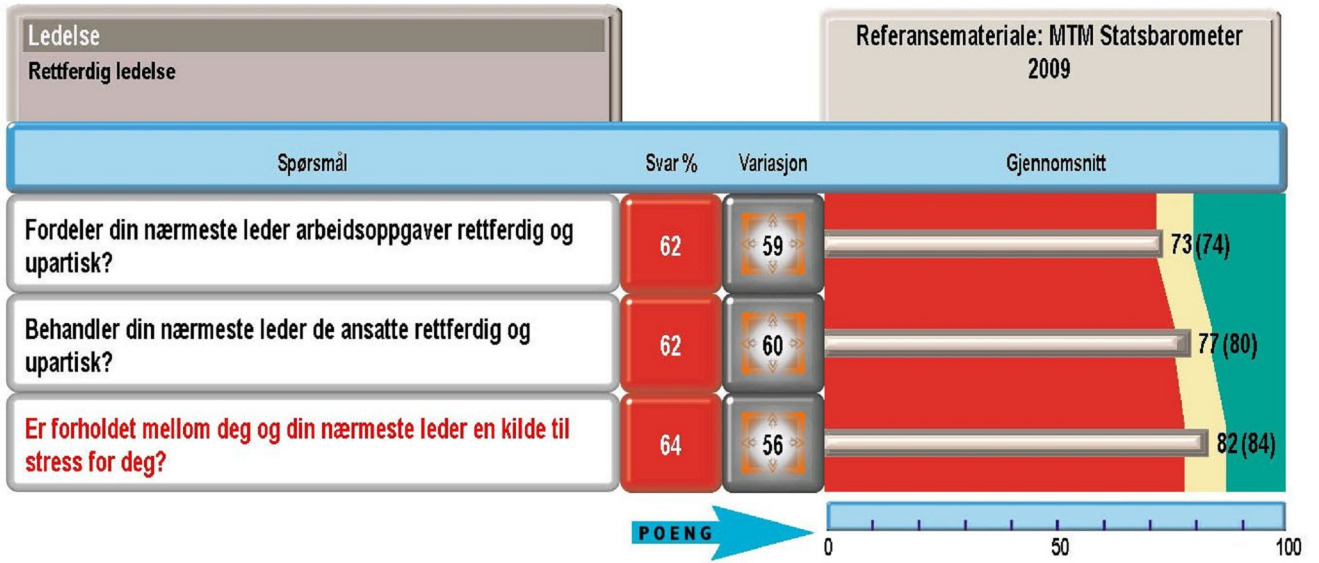 Ledelse
Rettferdig ledelse
Referansemateriale: MTM Statsbarometer
2009
Spørsmål Svar % Variasjon Gjennomsnitt
Fordeler din nærmeste leder arbeidsoppgaver rettferdig og
upartisk?
62 59 73 (74)
Behandler din nærmeste leder de ansatte rettferdig og
upartisk?
62 60 77 (80)
Er forholdet mellom deg og din nærmeste leder en kilde til
stress for deg?
64 56 82 (84)
POENG
0 50 100